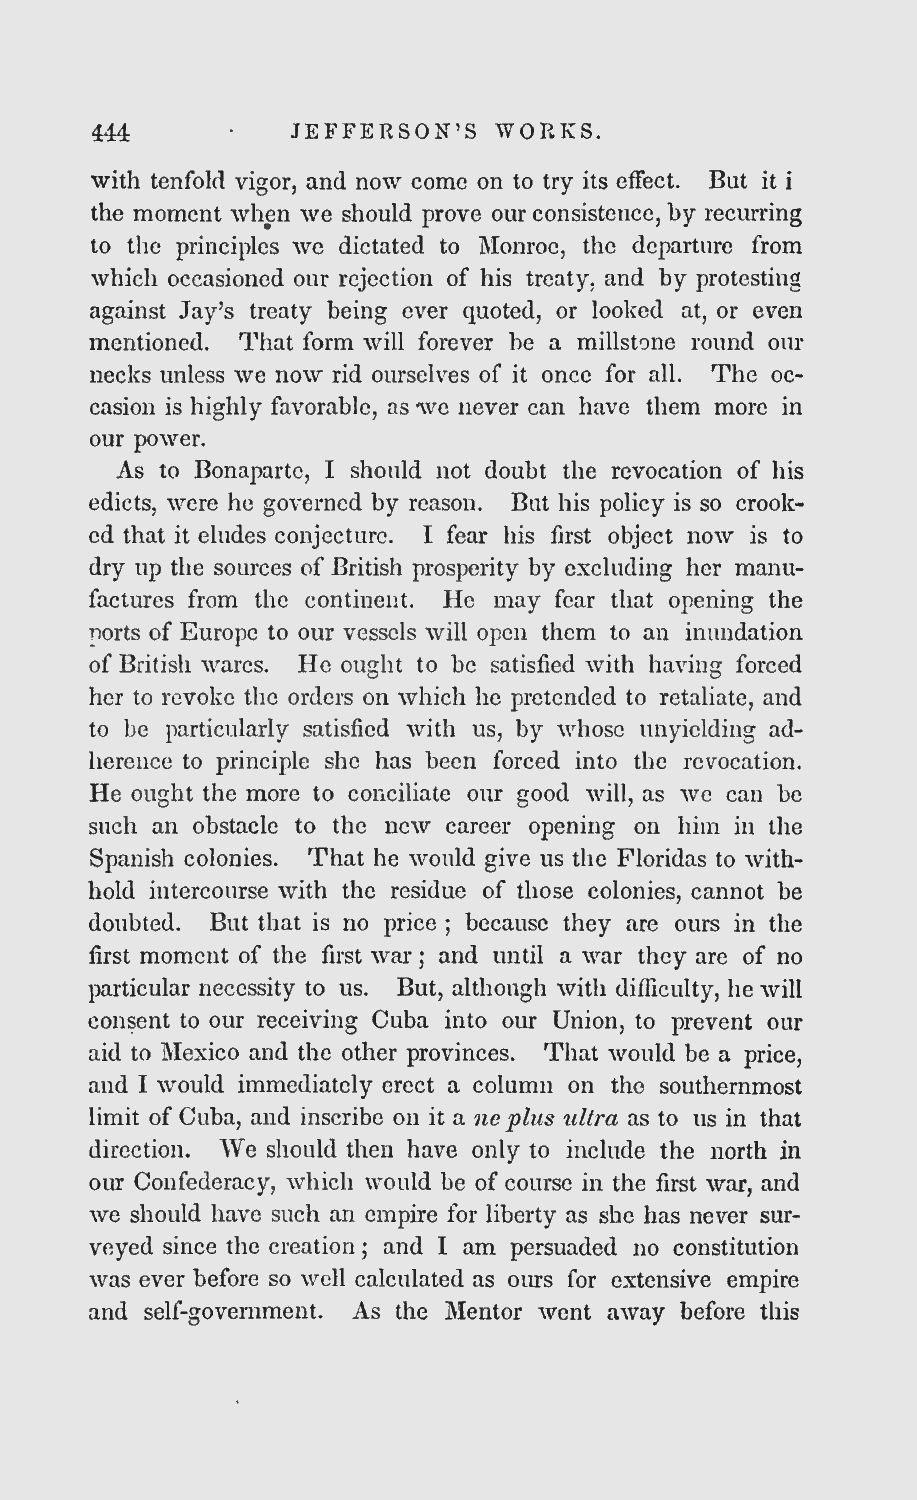 444 JEFFERSON'S WORKS.
with tenfold vigor, and now come on to try its effect. But it i
the moment when we should prove our consistence, by recurring
to the principles we dictated to Monroe, the departure from
which occasioned our rejection of his treaty, and by protesting
against Jay's treaty being ever quoted, or looked at, or even
mentioned. That form will forever be a millstone round our
necks unless we now rid ourselves of it once for all. The oc-
casion is highly favorable, as we never can have them more in
our power.
As to Bonaparte, I should not doubt the revocation of his
edicts, were he governed by reason. But his policy is so crook-
ed that it eludes conjecture. I fear his first object now is to
dry up the sources of British prosperity by excluding her manu-
factures from the continent. He may fear that opening the
ports of Europe to our vessels will open them to an inundation
of British wares. He ought to be satisfied with having forced
her to revoke the orders on which he pretended to retaliate, and
to be particularly satisfied with us, by whose unyielding ad-
herence to principle she has been forced into the revocation.
He ought the more to conciliate our good will, as we can be
such an obstacle to the new career opening on him in the
Spanish colonies. That he would give us the Floridas to with-
hold intercourse with the residue of those colonies, cannot be
doubted. But that is no price ; because they are ours in the
first moment of the first war ; and until a war they are of no
particular necessity to us. But, although with difficulty, he will
consent to our receiving Cuba into our Union, to prevent our
aid to Mexico and the other provinces. That would be a price,
and I would immediately erect a column on the southernmost
limit of Cuba, and inscribe on it a ne plus ultra as to us in that
direction. We should then have only to include the north in
our Confederacy, which would be of course in the first war, and
we should have such an empire for liberty as she has never sur-
veyed since the creation ; and I am persuaded no constitution
was ever before so well calculated as ours for extensive empire
and self-government. As the Mentor went away before this